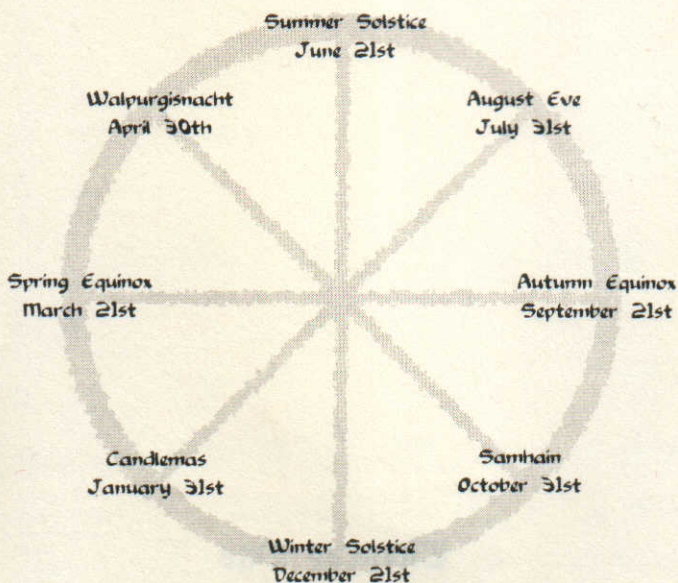 Summer Solstice
June 21st
Walpurgisnacht
April 30th
August Eve
July 31st
Spring Equinox
March 21st
Autumn Equinox
September 21st
Candlemas
January 31st
Samhain
October 31st
Winter Solstice
December 21st